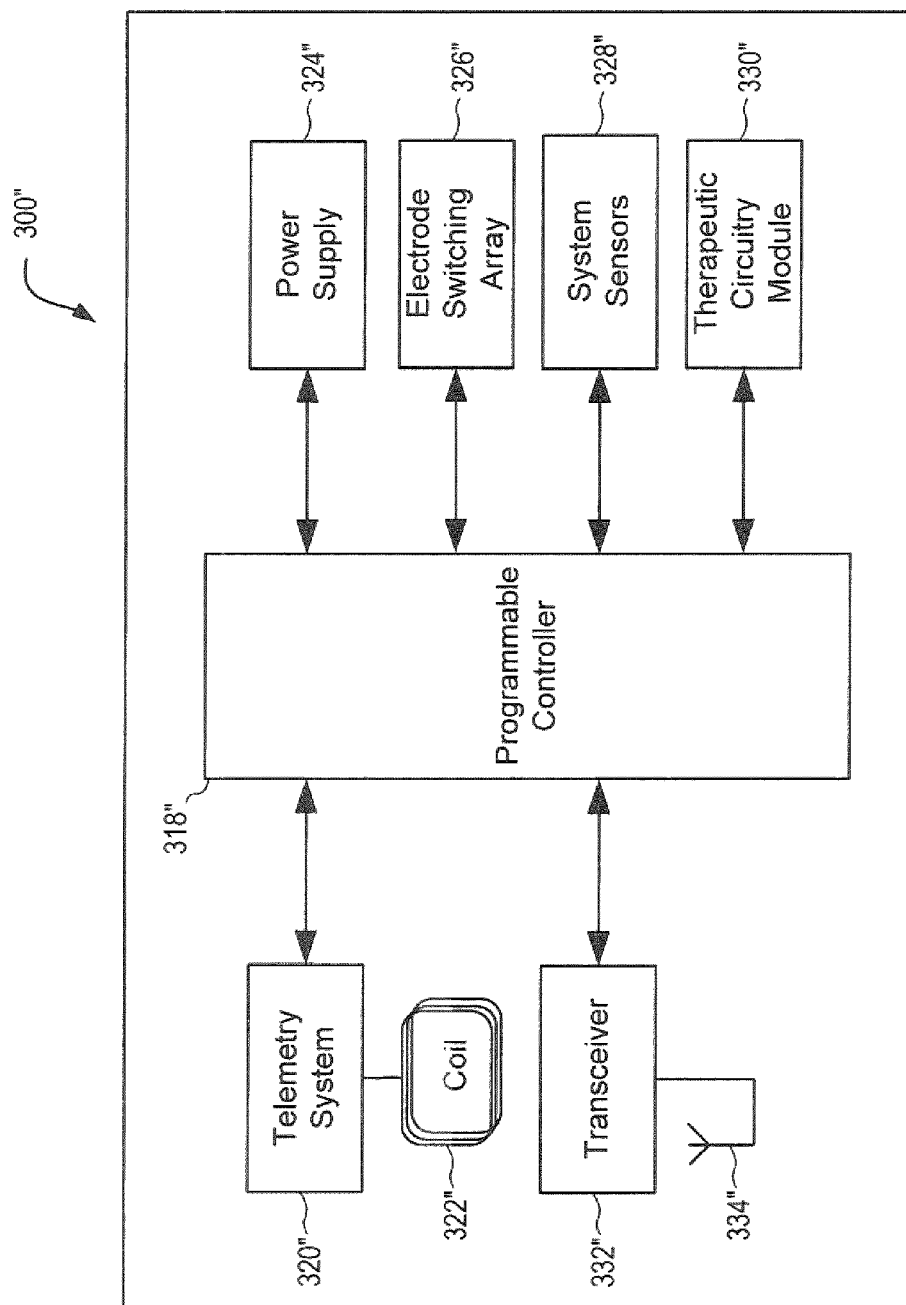 300"
320"
Telemetry
System
Coil
322"
332"
Transceiver
334"
318"
Programmable
Controller
Power
Supply
324"
Electrode
Switching
Array
326"
System
Sensors
328"
Therapeutic
Circuitry
Module
330"